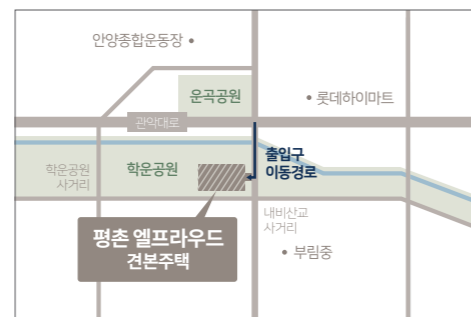 안양종합운동장
운곡공원
롯데하이마트
관악대로
출입구
이동경로
학운공원
사거리
학운공원
내비산교
사거리
평촌 엘프라우드
견본주택
부림중